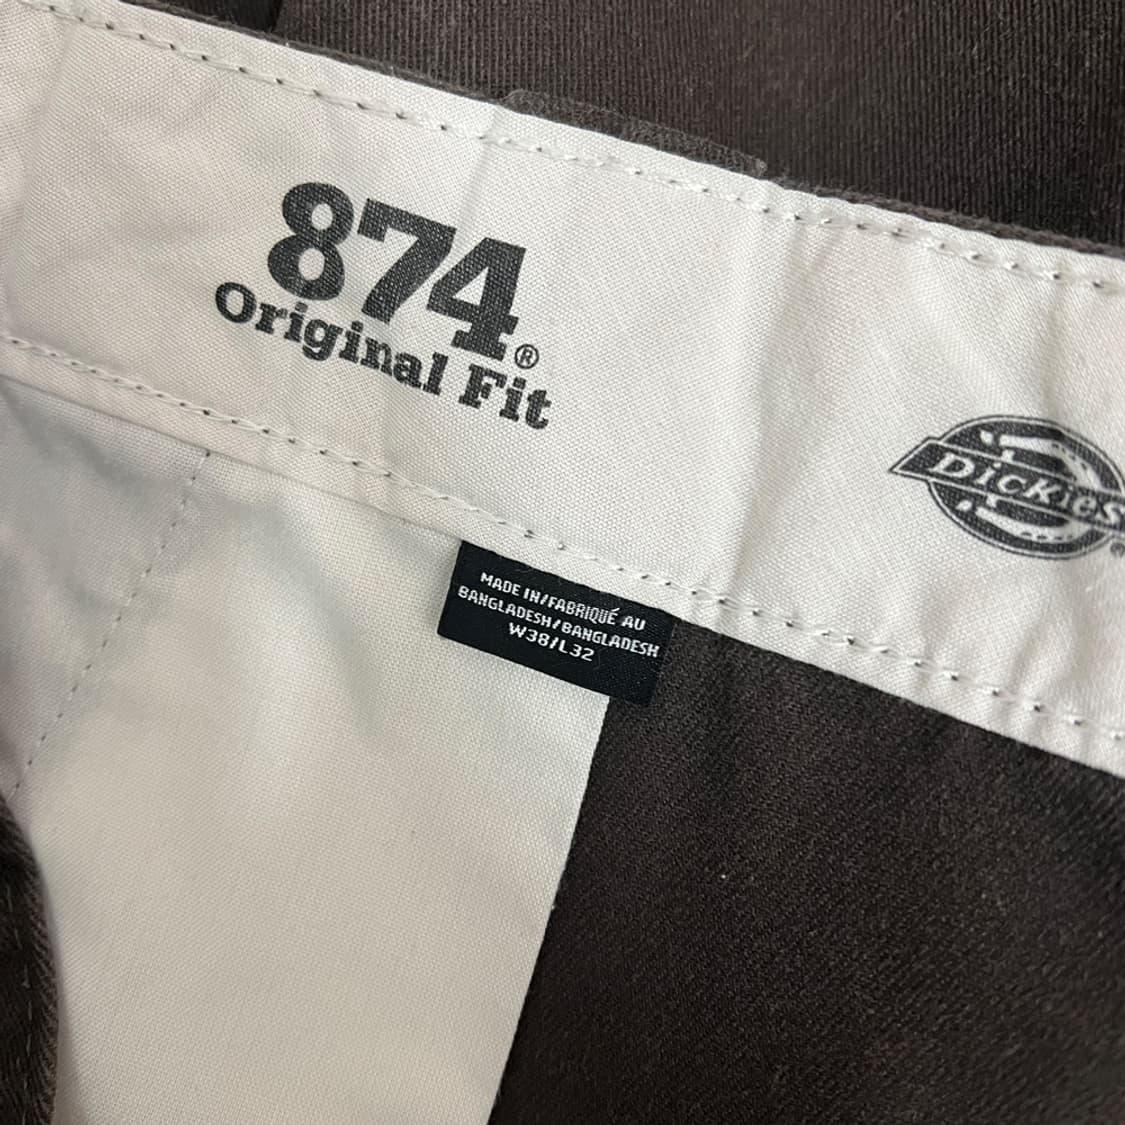 874®
Original Fit
Dickies®
MADE IN/FABRIQUÉ AU
BANGLADESH/BANGLADESH
W38/L32